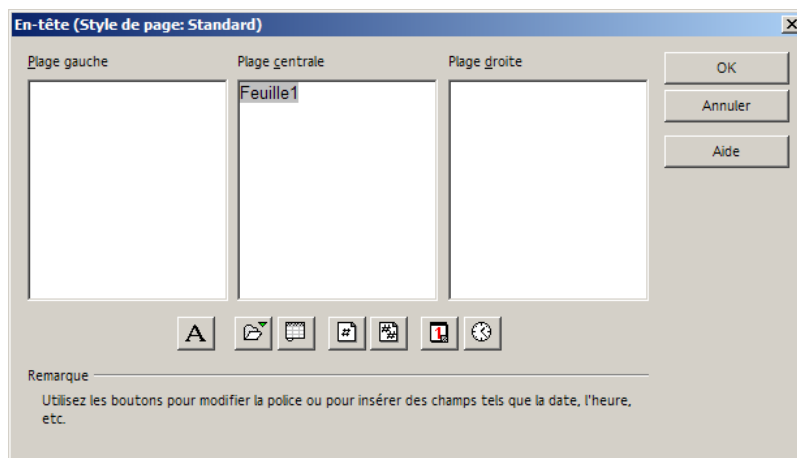 En-tête (Style de page: Standard)
Plage gauche
Plage centrale
Plage droite
Feuille1
OK
Annuler
Aide
A
#
##
1
Remarque
Utilisez les boutons pour modifier la police ou pour insérer des champs tels que la date, l'heure,
etc.